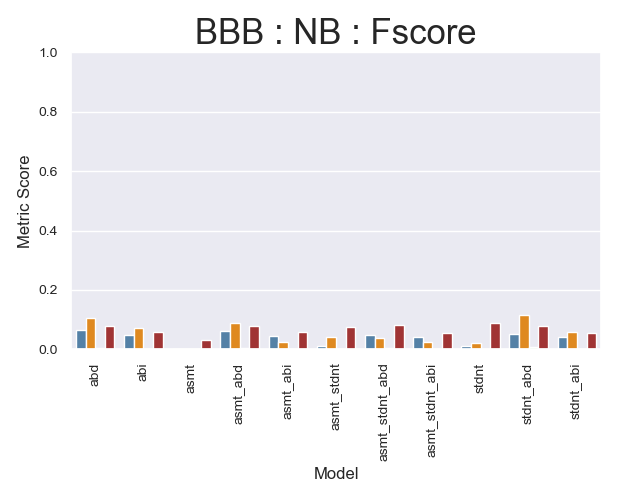 BBB : NB : Fscore
1.0
0.8
0.6
0.4
0.2
0.0
Metric Score
abd
abi
asmt
asmt_abd
asmt_abi
asmt_stdnt
asmt_stdnt_abd
asmt_stdnt_abi
stdnt
stdnt_abd
stdnt_abi
Model